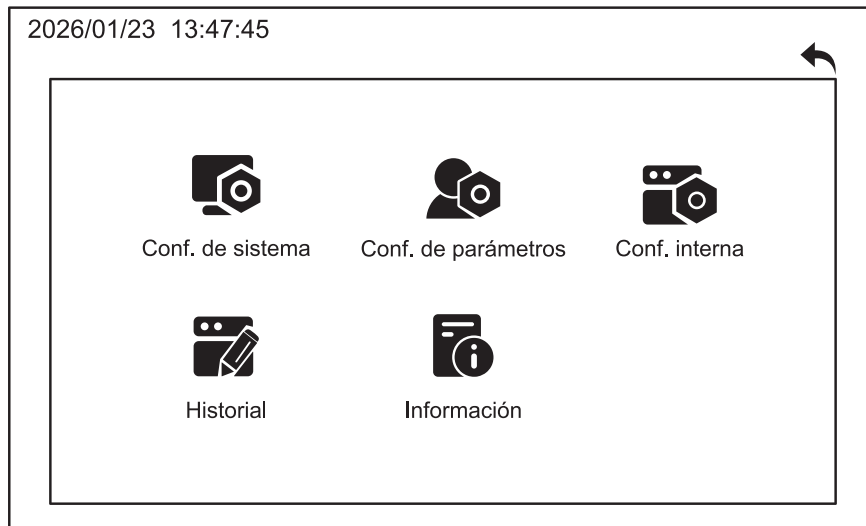 2026/01/23 13:47:45
Conf. de sistema
Conf. de parámetros
Conf. interna
Historial
Información